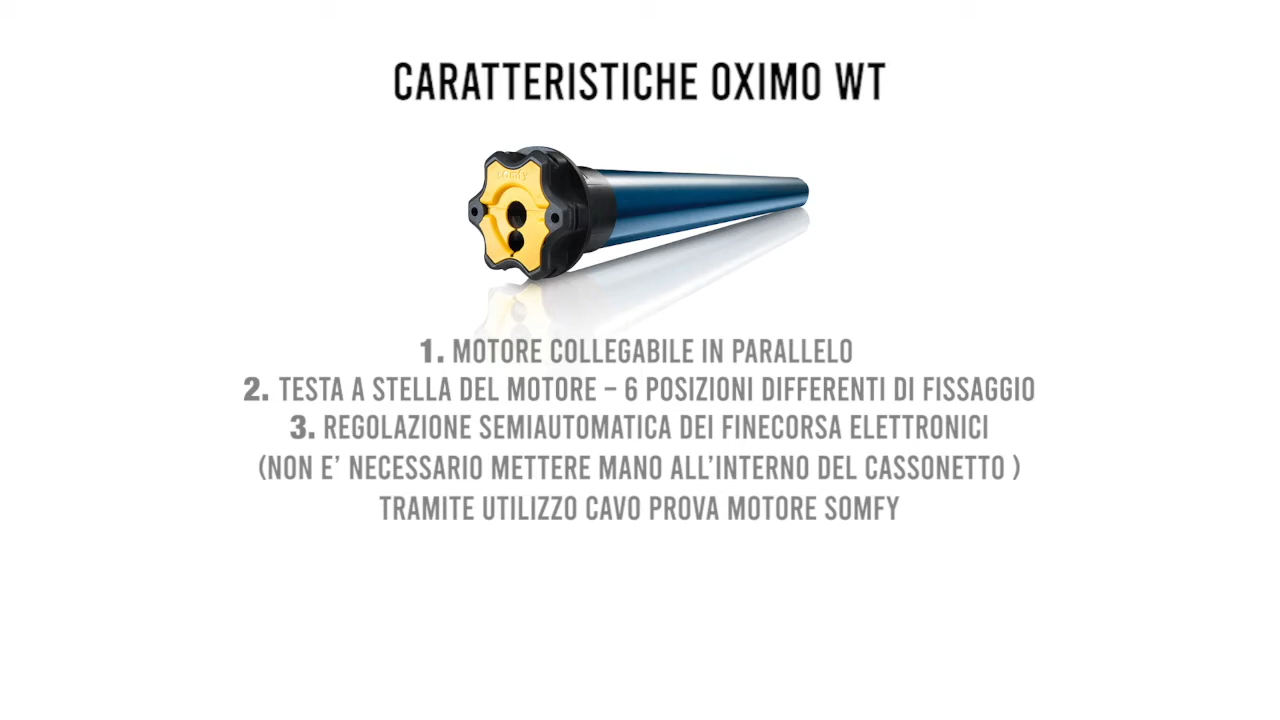 CARATTERISTICHE OXIMO WT
somfy
1. MOTORE COLLEGABILE IN PARALLELO
2. TESTA A STELLA DEL MOTORE – 6 POSIZIONI DIFFERENTI DI FISSAGGIO
3. REGOLAZIONE SEMIAUTOMATICA DEI FINECORSA ELETTRONICI
(NON E’ NECESSARIO METTERE MANO ALL’INTERNO DEL CASSONETTO )
TRAMITE UTILIZZO CAVO PROVA MOTORE SOMFY